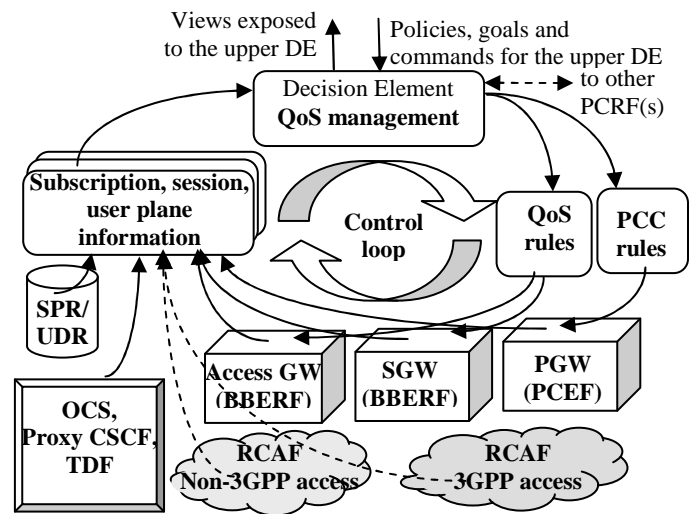 Views exposed
to the upper DE
Policies, goals and
commands for the upper DE
to other
PCRF(s)
Decision Element
QoS management
Subscription, session,
user plane
information
Control
loop
QoS
rules
PCC
rules
SPR/
UDR
Access GW
(BBERF)
SGW
(BBERF)
PGW
(PCEF)
OCS,
Proxy CSCF,
TDF
RCAF
Non-3GPP access
RCAF
3GPP access